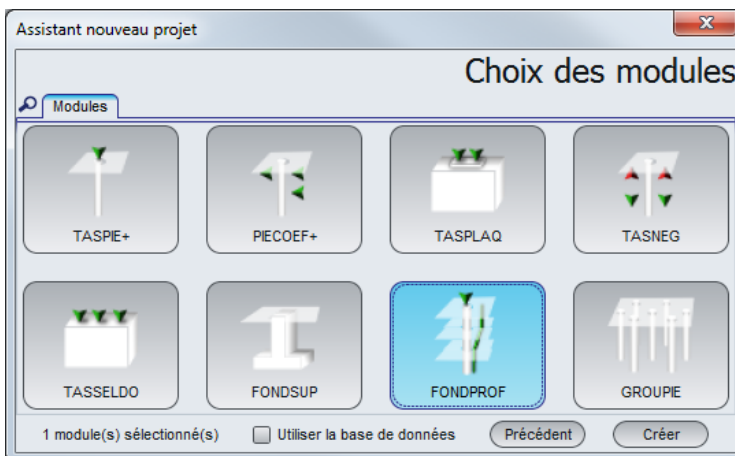 Assistant nouveau projet
Choix des modules
Modules
TASPIE+ PIECOEF+ TASPLAQ TASNEG
TASSELDO FONDSUP FONDPROF GROUPIE
1 module(s) sélectionné(s) Utiliser la base de données Précédent Créer